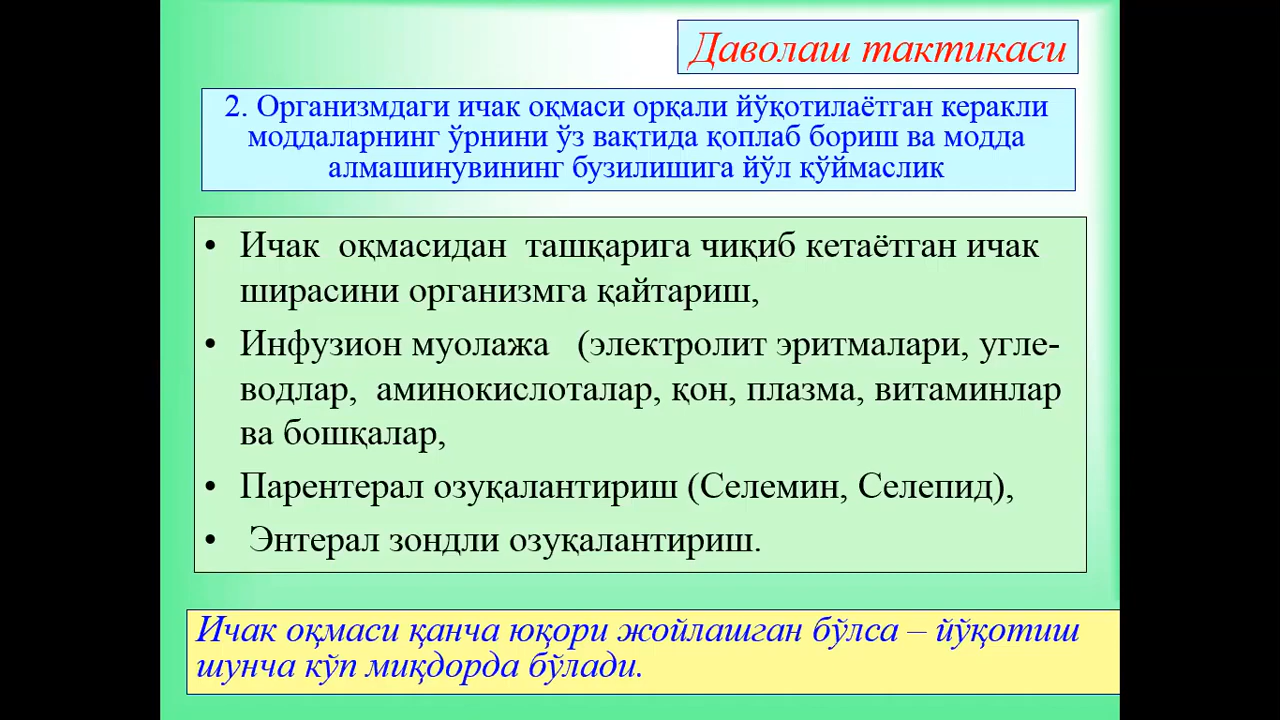 Даволаш тактикаси
2. Организмдаги ичак оқмаси орқали йўқотилаётган керакли
моддаларнинг ўрнини ўз вақтида қоплаб бориш ва модда
алмашинувининг бузилишига йўл қўймаслик
• Ичак оқмасидан ташқарига чиқиб кетаётган ичак
ширасини организмга қайтариш,
• Инфузион муолажа (электролит эритмалари, угле-
водлар, аминокислоталар, қон, плазма, витаминлар
ва бошқалар,
• Парентерал озуқалантириш (Селемин, Селепид),
• Энтерал зондли озуқалантириш.
Ичак оқмаси қанча юқори жойлашган бўлса – йўқотиш
шунча кўп миқдорда бўлади.